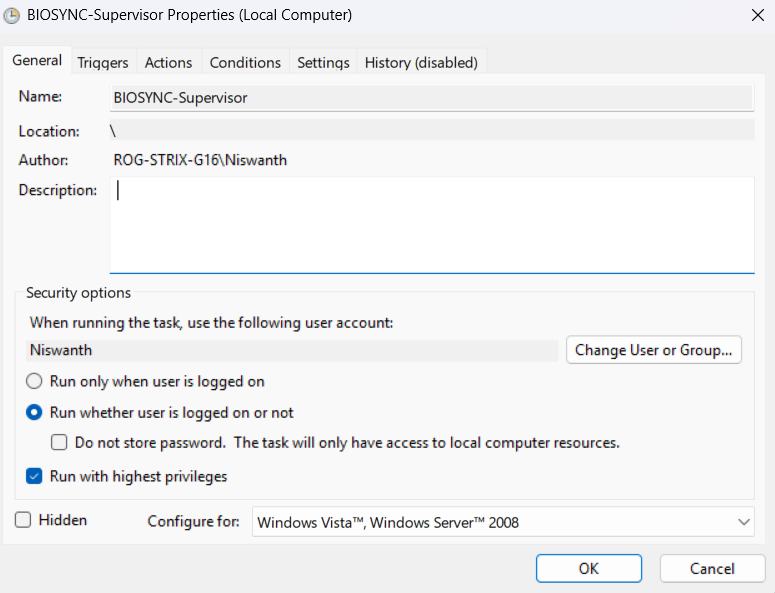 BIOSYNC-Supervisor Properties (Local Computer)
General Triggers Actions Conditions Settings History (disabled)
Name: BIOSYNC-Supervisor
Location: \
Author: ROG-STRIX-G16\Niswanth
Description:
Security options
When running the task, use the following user account:
Niswanth Change User or Group...
Run only when user is logged on
Run whether user is logged on or not
Do not store password. The task will only have access to local computer resources.
Run with highest privileges
Hidden Configure for: Windows Vista™, Windows Server™ 2008
OK Cancel